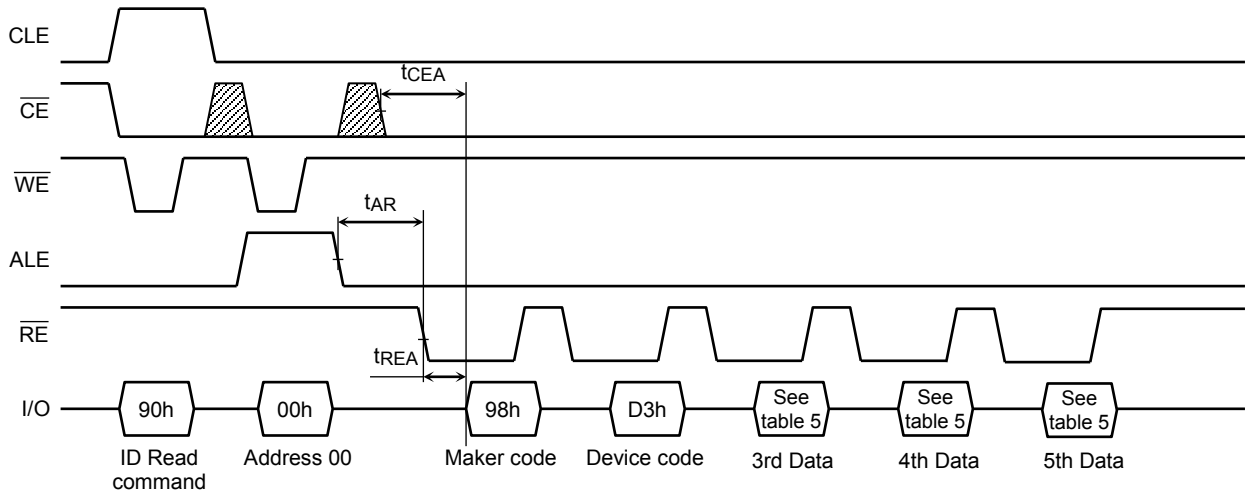 CLE
tCEA
CE
WE
tAR
ALE
RE
tREA
I/O
90h
00h
98h
D3h
See
table 5
See
table 5
See
table 5
ID Read
command
Address 00
Maker code
Device code
3rd Data
4th Data
5th Data